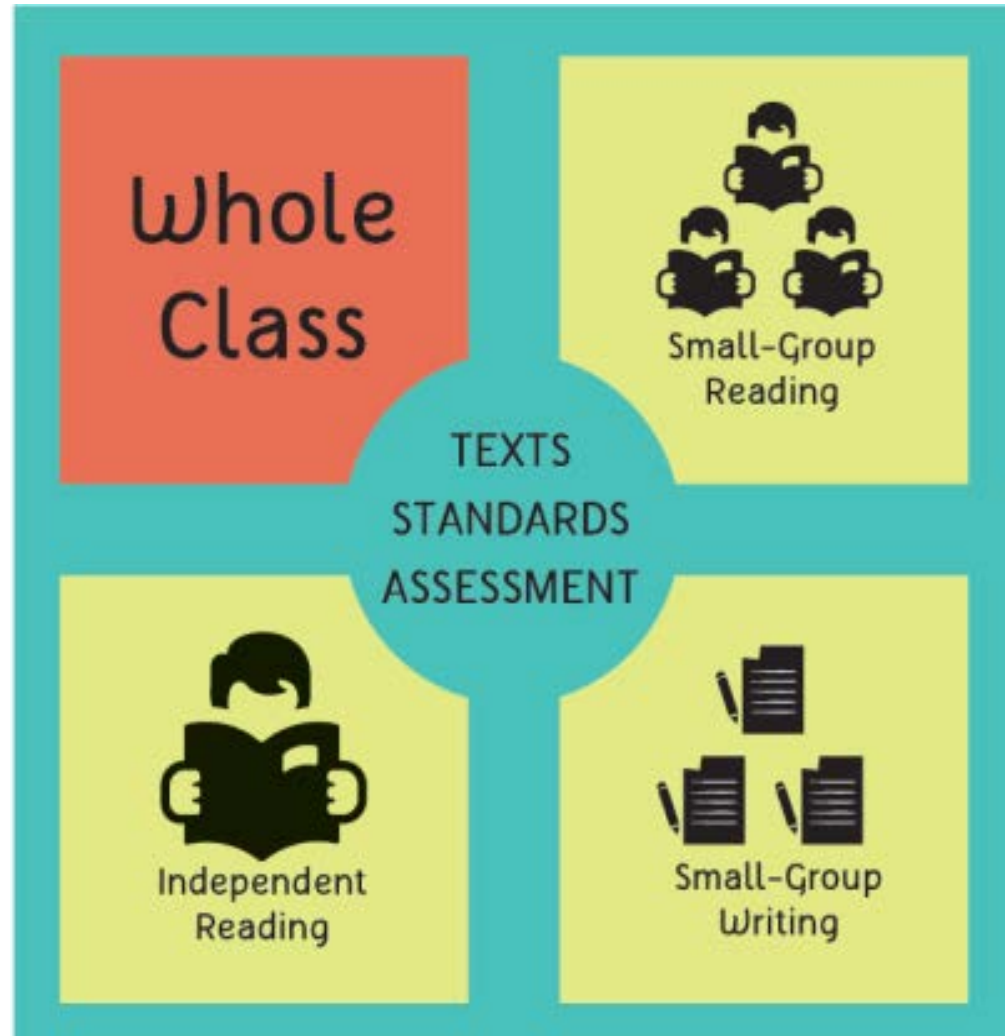 Whole
Class
Small-Group
Reading
TEXTS
STANDARDS
ASSESSMENT
Independent
Reading
Small-Group
Writing